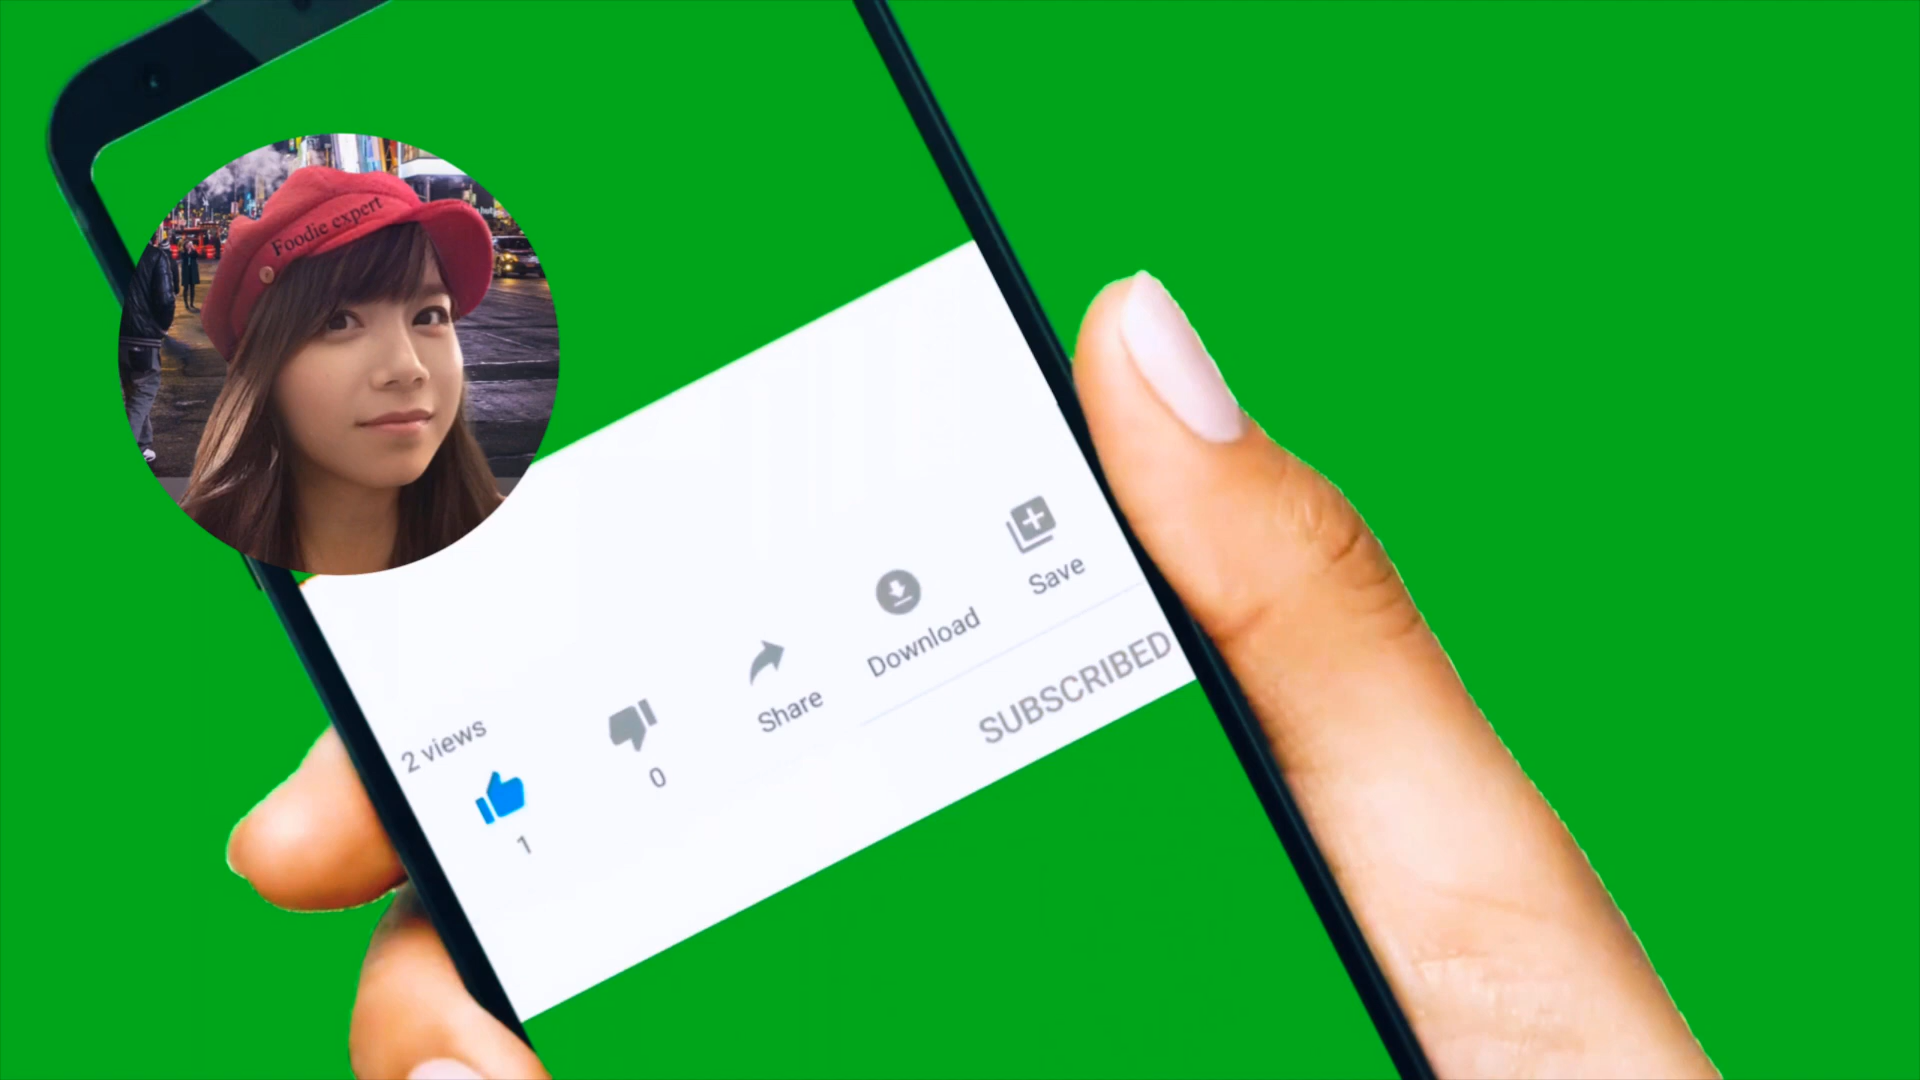 Foodie expert
2 views
1
0
Share
Download
Save
SUBSCRIBED